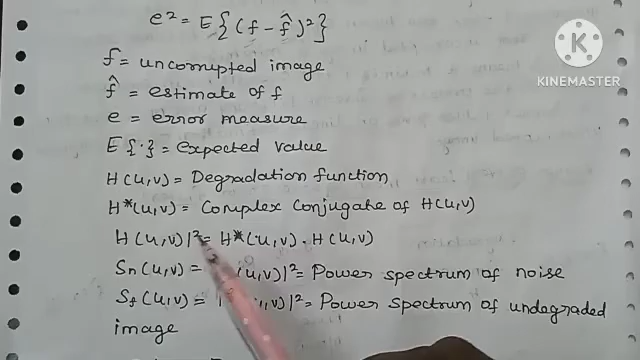 e² = E{(f - f̂)²}
f = uncorrupted image
f̂ = estimate of f
e = error measure
E{·} = expected value
H(u,v) = Degradation function
H*(u,v) = Complex conjugate of H(u,v)
H(u,v)|² = H*(u,v) · H(u,v)
Sn(u,v) = (u,v)|² = Power spectrum of noise
Sf(u,v) = (u,v)|² = Power spectrum of undegraded
image
KINEMASTER